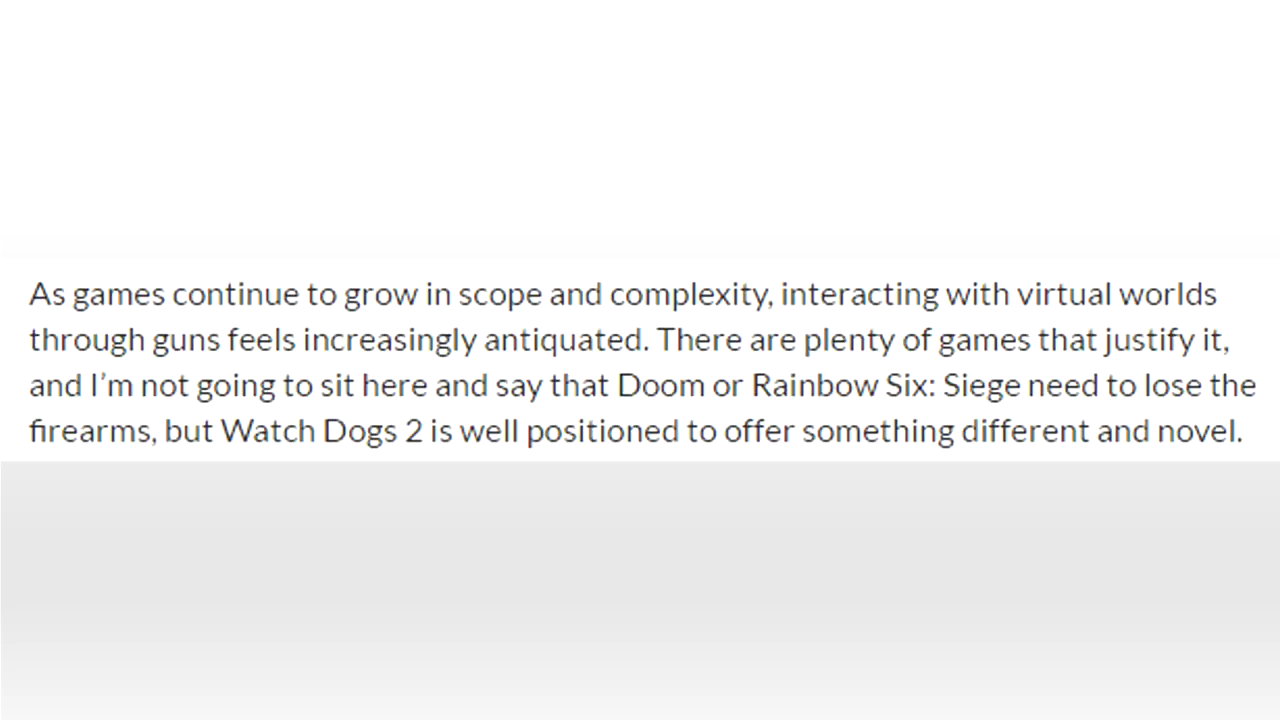 As games continue to grow in scope and complexity, interacting with virtual worlds
through guns feels increasingly antiquated. There are plenty of games that justify it,
and I’m not going to sit here and say that Doom or Rainbow Six: Siege need to lose the
firearms, but Watch Dogs 2 is well positioned to offer something different and novel.